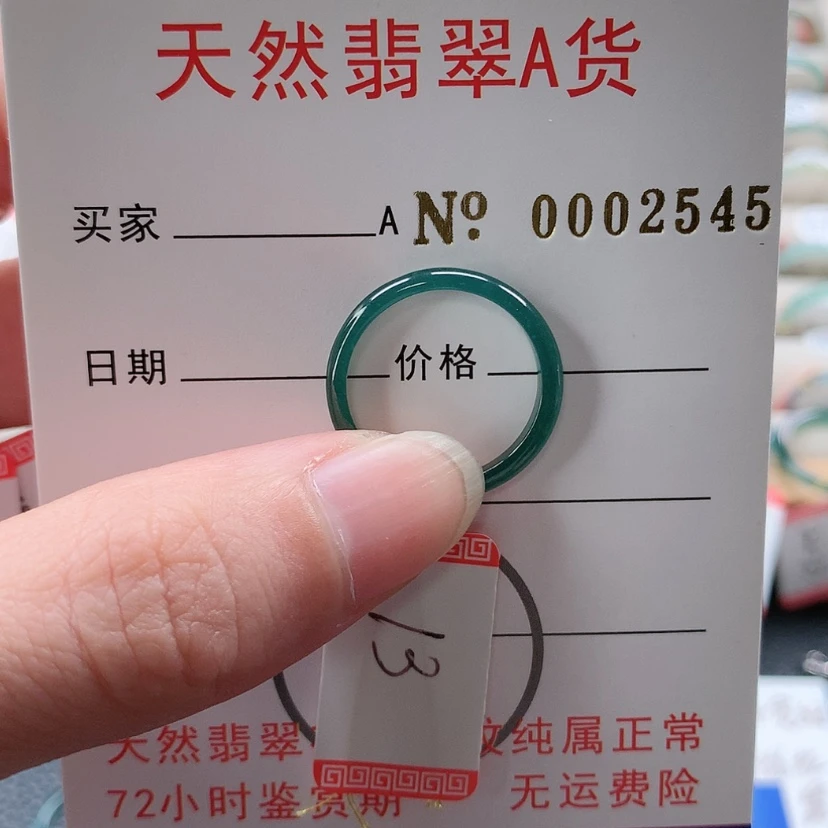 天然翡翠A货
买家 A Nº 0002545
日期 价格
13
天然翡翠 纹纯属正常
72小时鉴赏期 无运费险